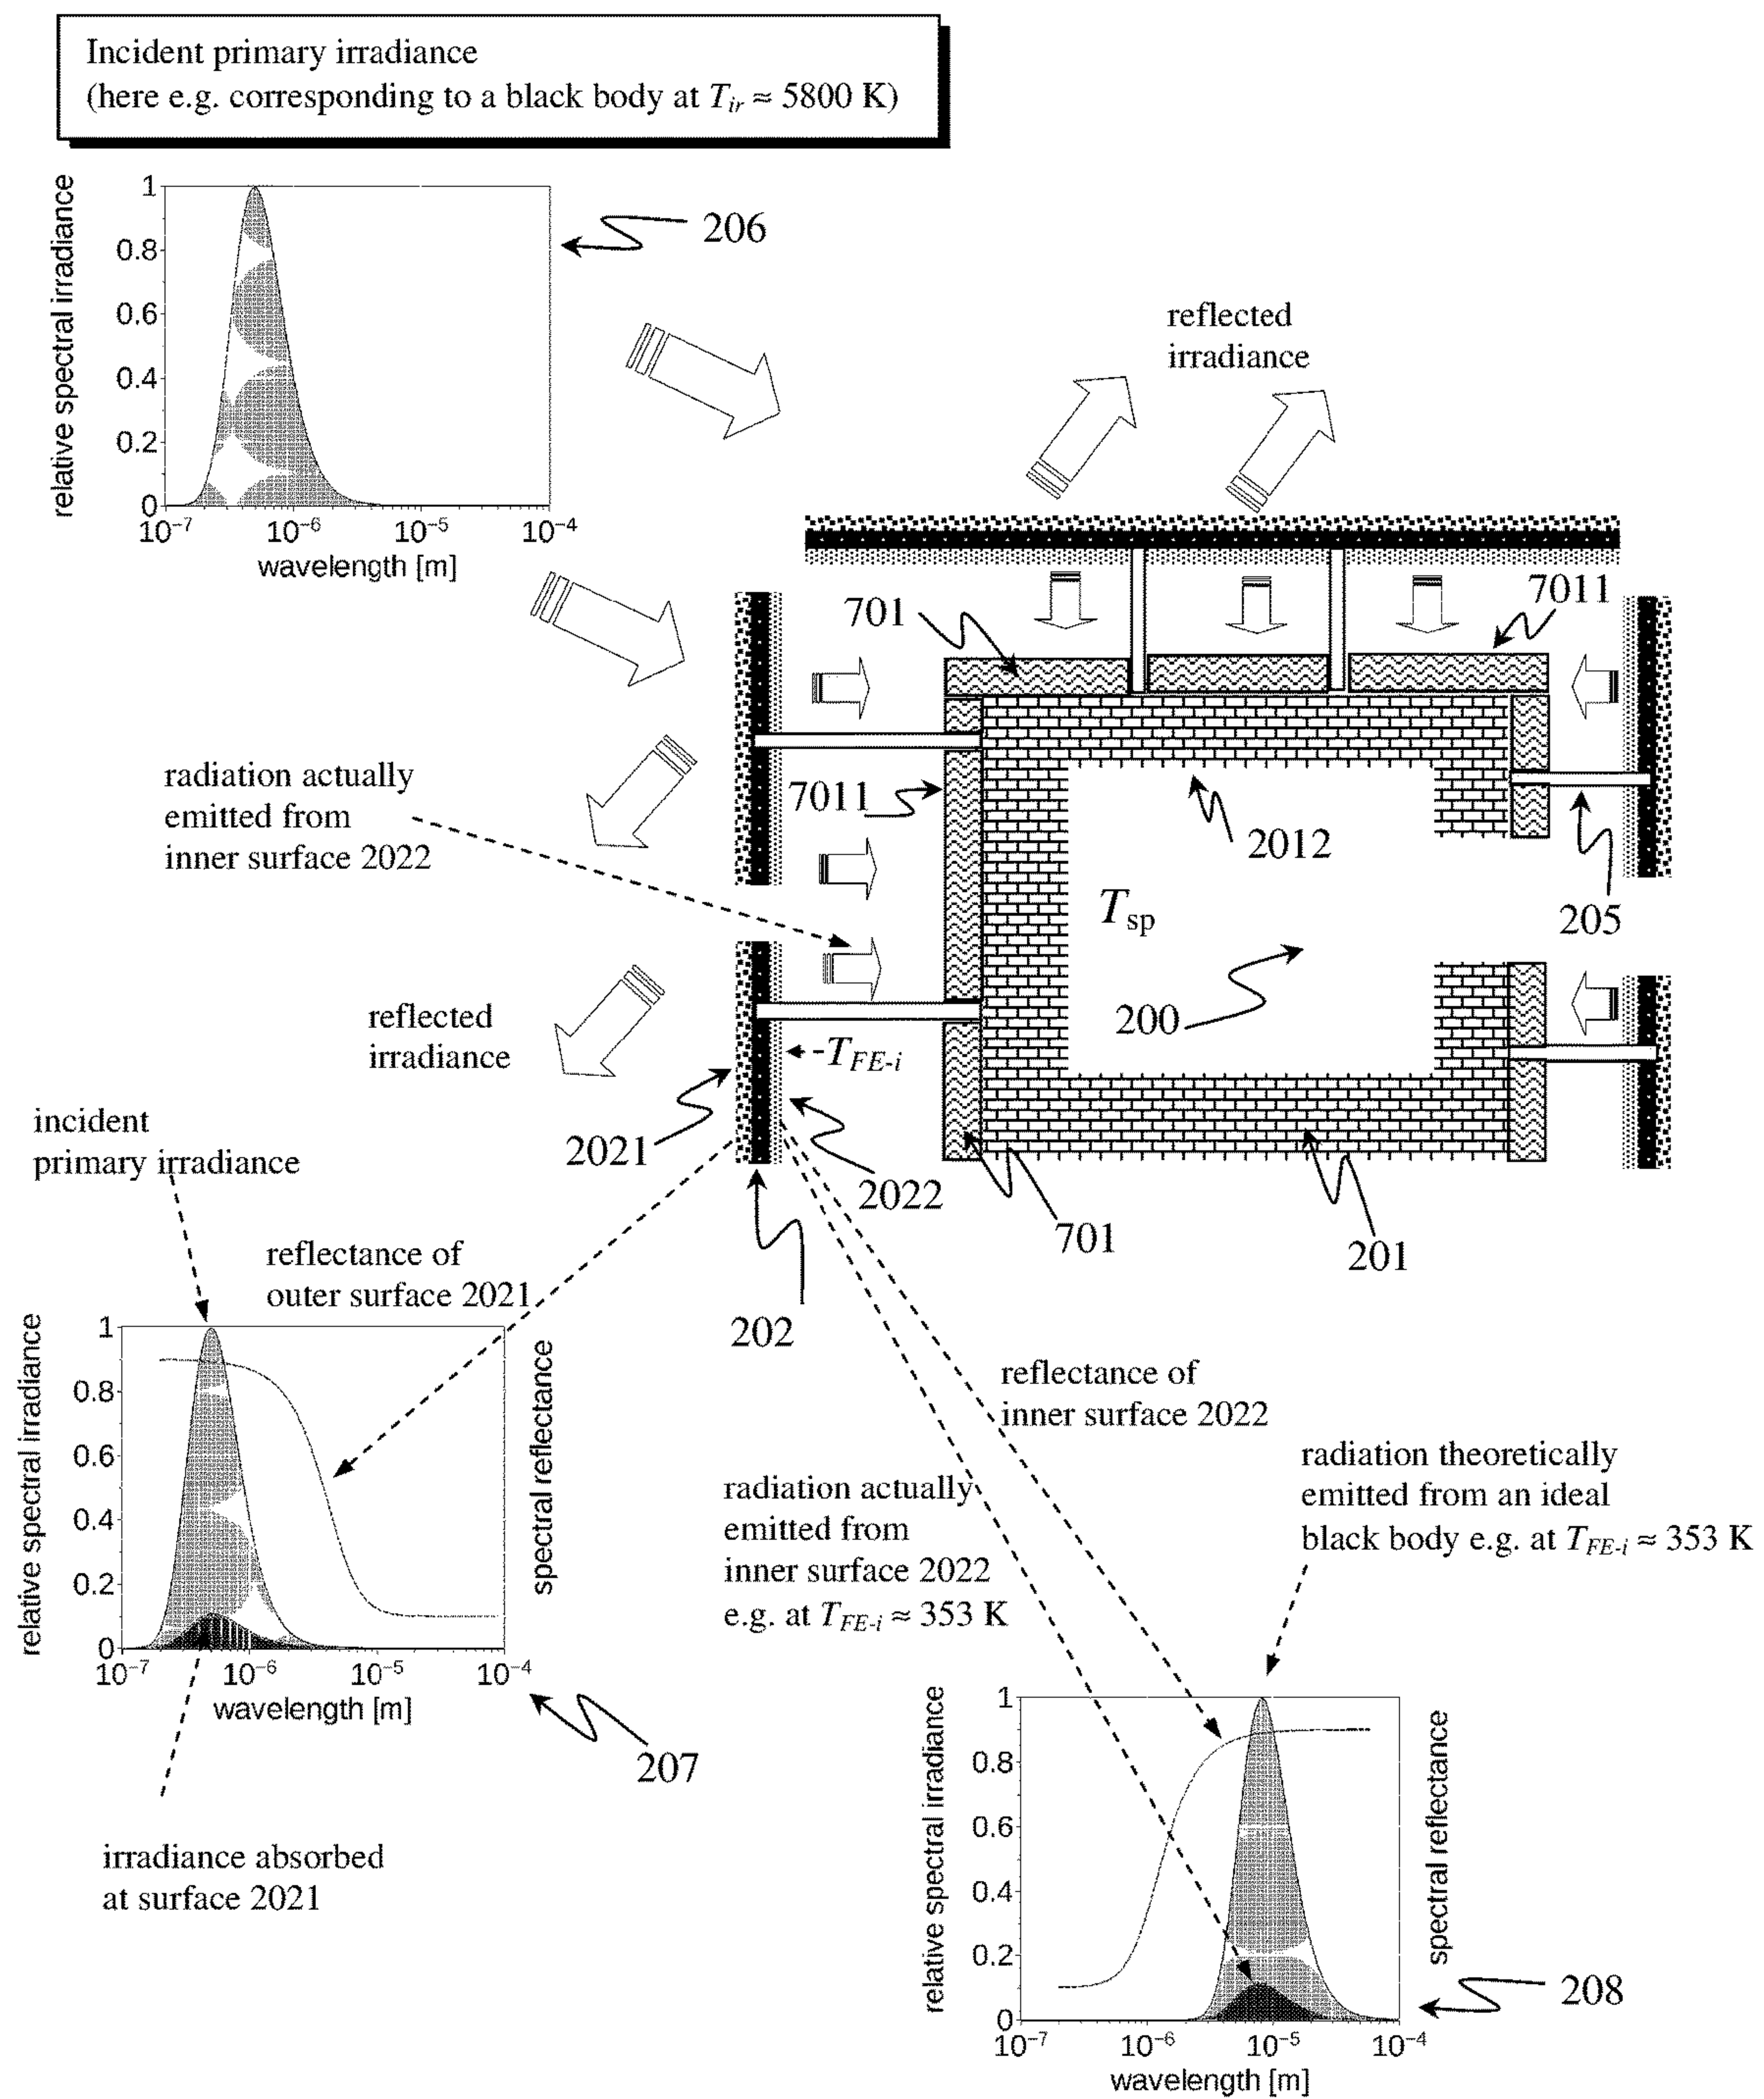 Incident primary irradiance
(here e.g. corresponding to a black body at T_ir ≈ 5800 K)
relative spectral irradiance
1
0.8
0.6
0.4
0.2
0
10⁻⁷
10⁻⁶
10⁻⁵
10⁻⁴
wavelength [m]
206
reflected
irradiance
701
7011
radiation actually
emitted from
inner surface 2022
7011
2012
205
T_sp
200
reflected
irradiance
T_FE-i
2021
2022
202
701
201
incident
primary irradiance
reflectance of
outer surface 2021
relative spectral irradiance
1
0.8
0.6
0.4
0.2
0
10⁻⁷
10⁻⁶
10⁻⁵
10⁻⁴
wavelength [m]
spectral reflectance
207
irradiance absorbed
at surface 2021
reflectance of
inner surface 2022
radiation actually
emitted from
inner surface 2022
e.g. at T_FE-i ≈ 353 K
radiation theoretically
emitted from an ideal
black body e.g. at T_FE-i ≈ 353 K
relative spectral irradiance
1
0.8
0.6
0.4
0.2
0
10⁻⁷
10⁻⁶
10⁻⁵
10⁻⁴
wavelength [m]
spectral reflectance
208